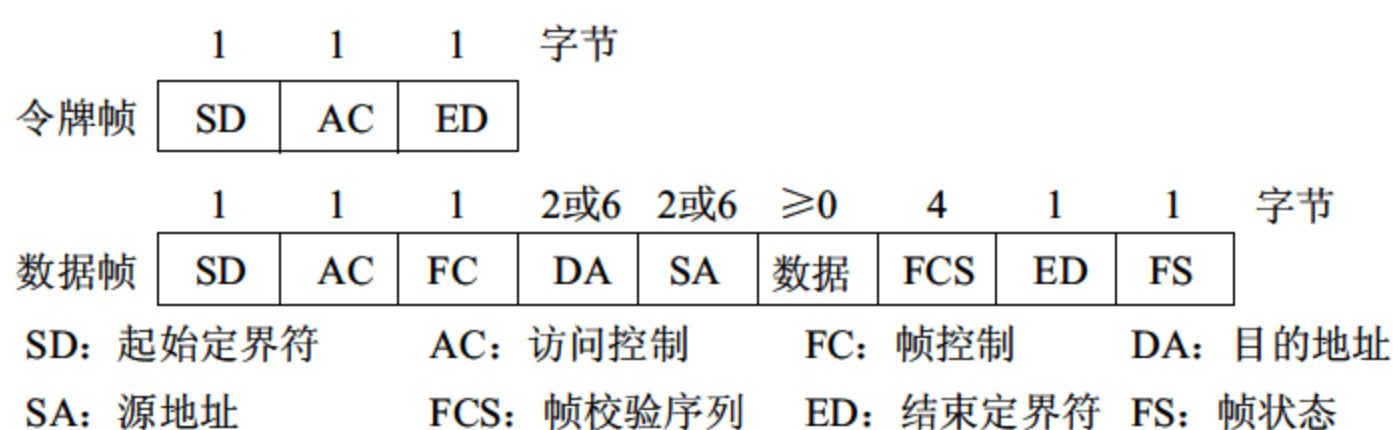 1 1 1 字节
令牌帧 SD AC ED
1 1 1 2或6 2或6 ≥0 4 1 1 字节
数据帧 SD AC FC DA SA 数据 FCS ED FS
SD：起始定界符 AC：访问控制 FC：帧控制 DA：目的地址
SA：源地址 FCS：帧校验序列 ED：结束定界符 FS：帧状态